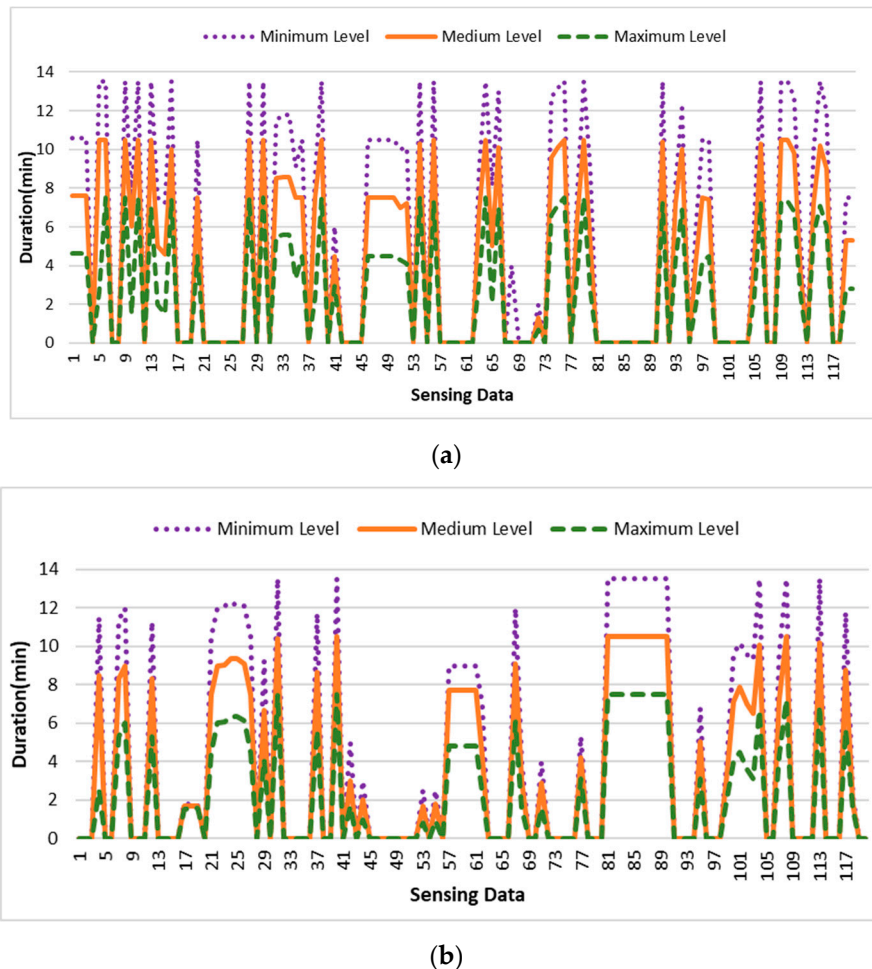 Minimum Level Medium Level Maximum Level
14
12
10
8
6
4
2
0
Duration(min)
1 5 9 13 17 21 25 29 33 37 41 45 49 53 57 61 65 69 73 77 81 85 89 93 97 101 105 109 113 117
Sensing Data
(a)
Minimum Level Medium Level Maximum Level
14
12
10
8
6
4
2
0
Duration(min)
1 5 9 13 17 21 25 29 33 37 41 45 49 53 57 61 65 69 73 77 81 85 89 93 97 101 105 109 113 117
Sensing Data
(b)